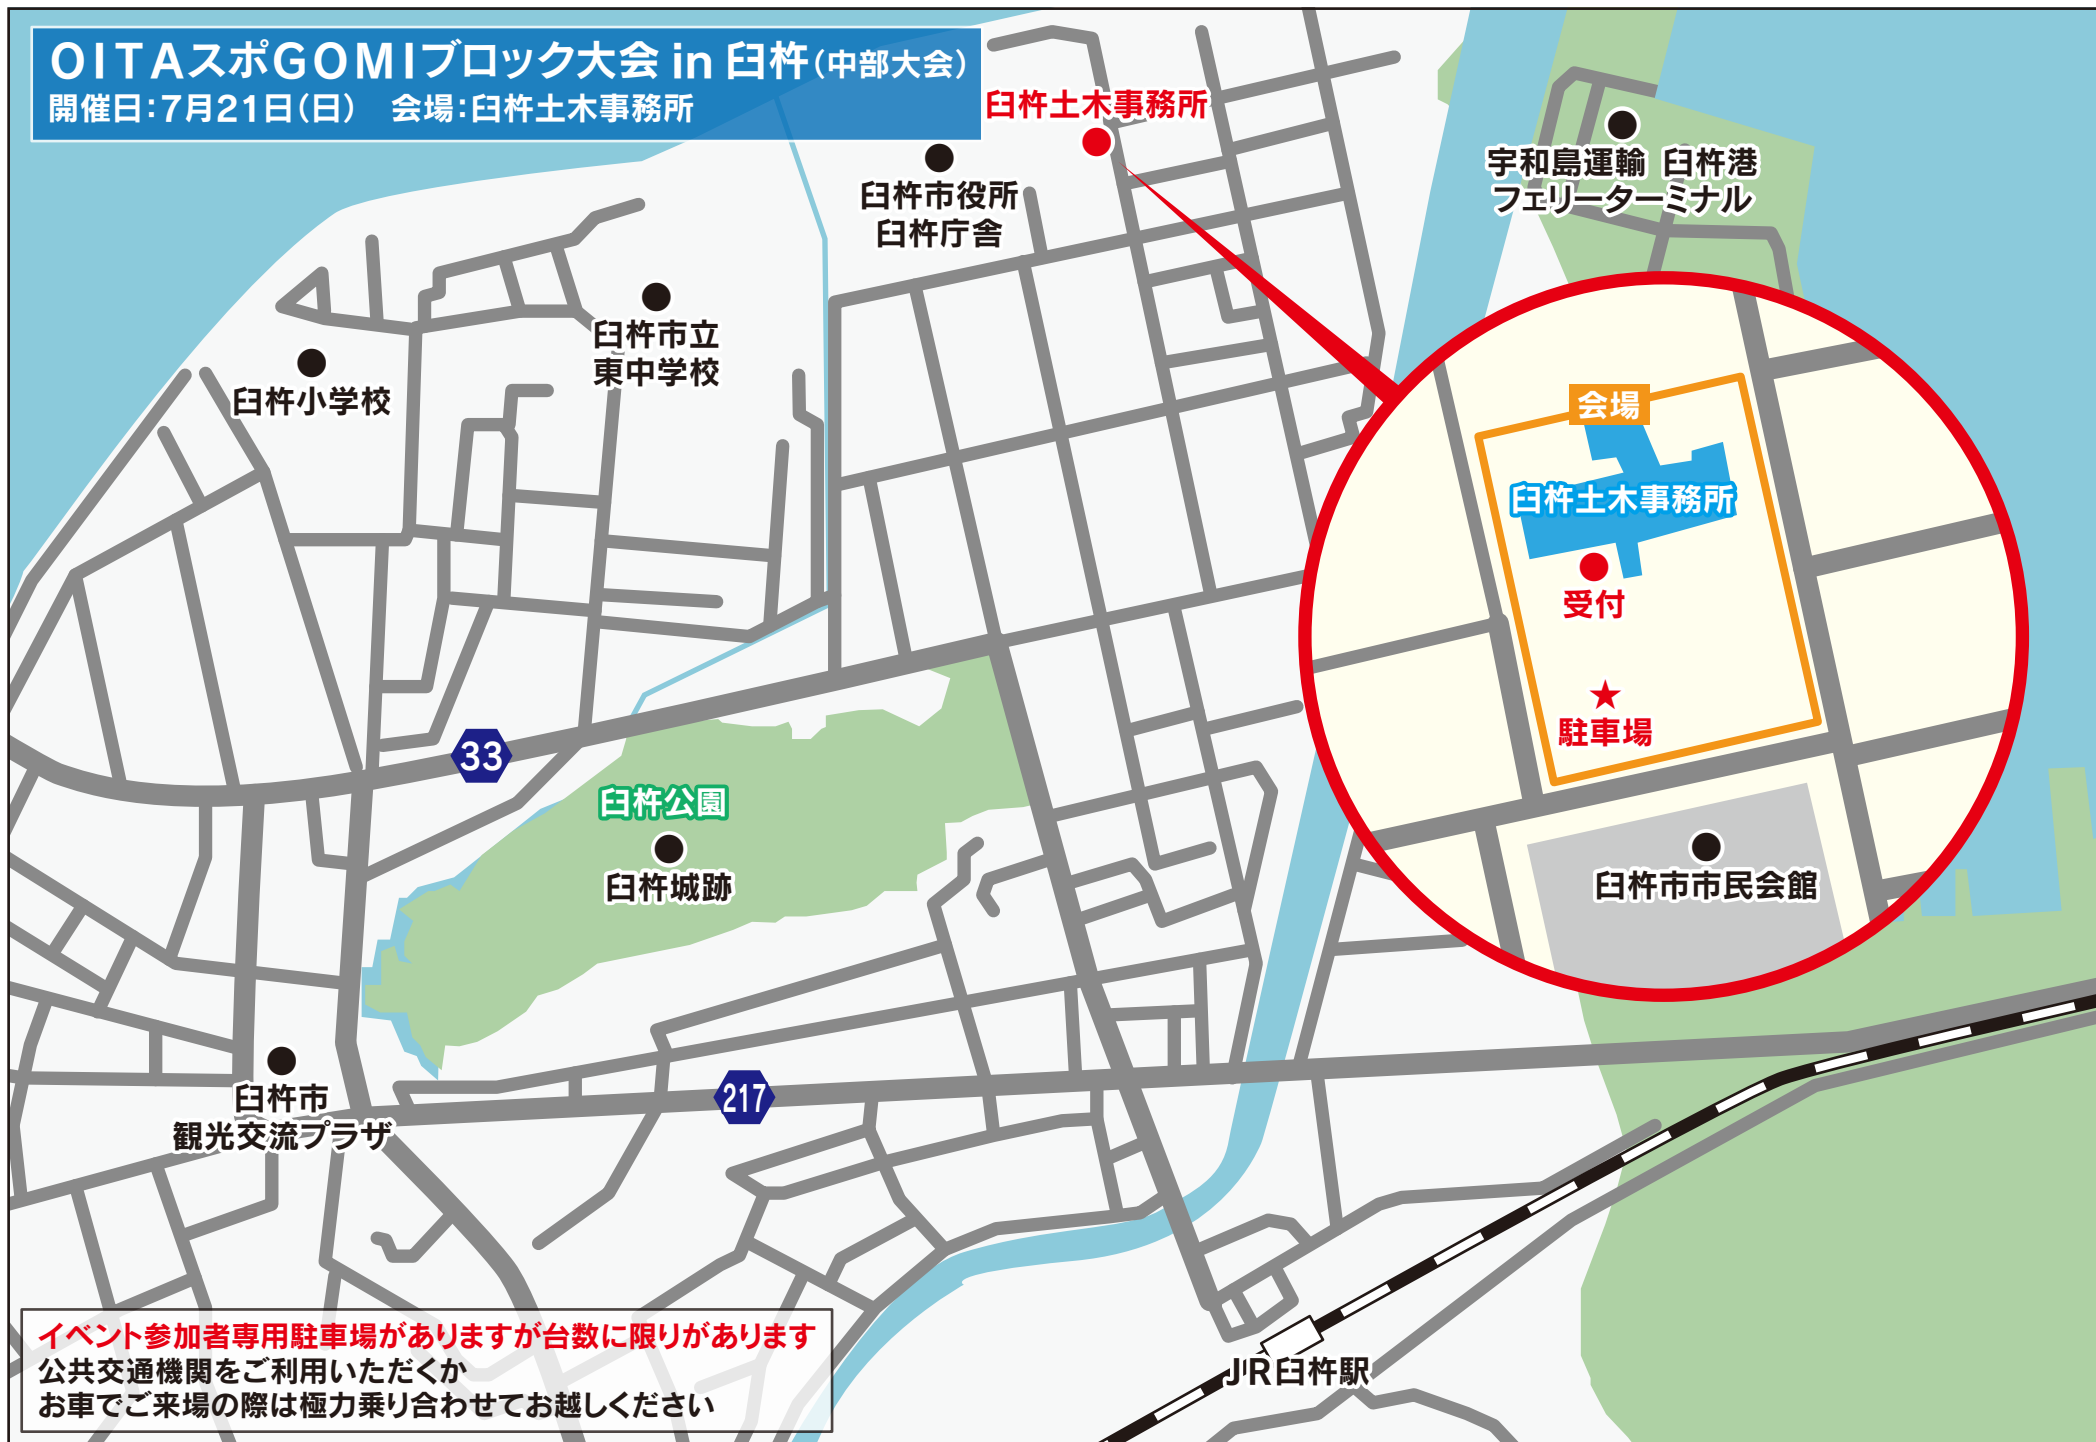 OITAスポGOMIブロック大会 in 臼杵(中部大会)
開催日:7月21日(日)　会場:臼杵土木事務所
臼杵土木事務所
臼杵市役所
臼杵庁舎
宇和島運輸 臼杵港
フェリーターミナル
臼杵市立
東中学校
臼杵小学校
会場
臼杵土木事務所
受付
★
駐車場
33
臼杵公園
臼杵城跡
臼杵市市民会館
臼杵市
観光交流プラザ
217
JR臼杵駅
イベント参加者専用駐車場がありますが台数に限りがあります
公共交通機関をご利用いただくか
お車でご来場の際は極力乗り合わせてお越しください